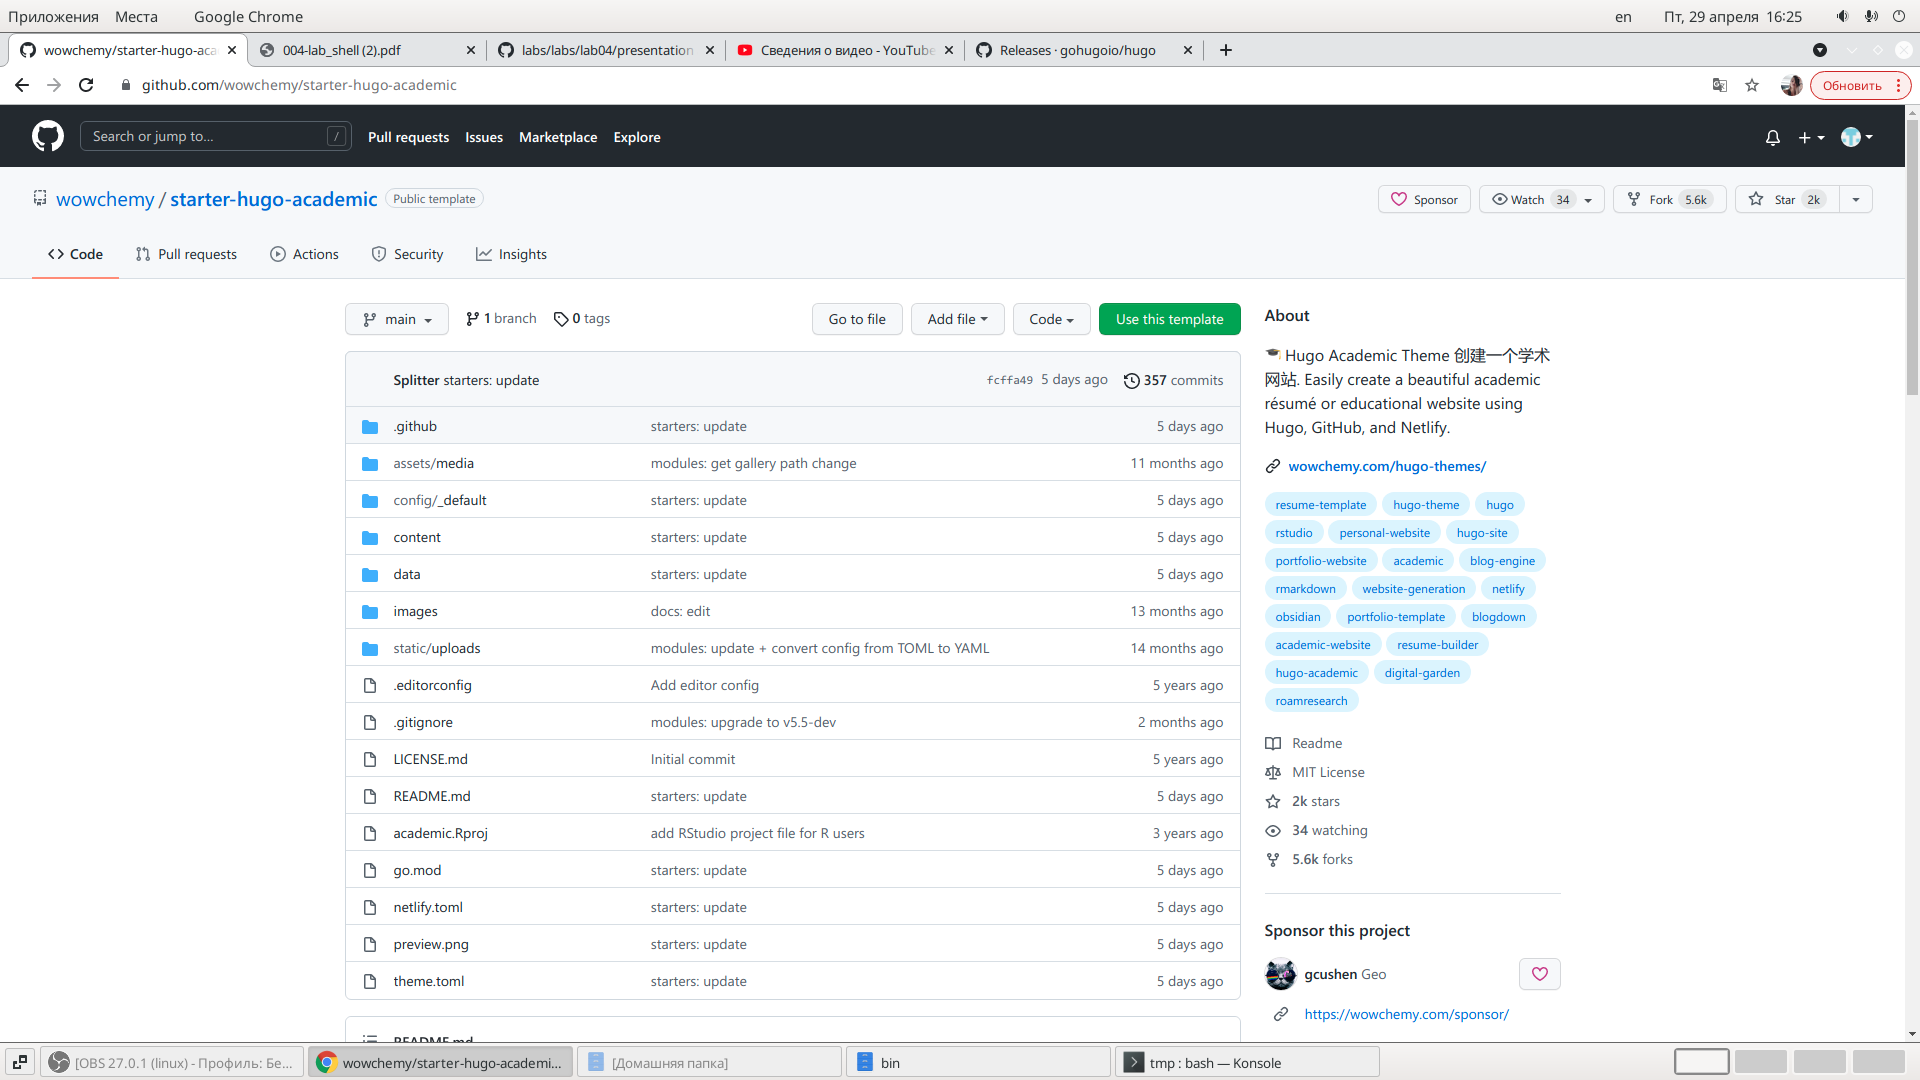 Приложения Места Google Chrome en Пт, 29 апреля 16:25
wowchemy/starter-hugo-aca 004-lab_shell (2).pdf labs/labs/lab04/presentation Сведения о видео - YouTube Releases · gohugoio/hugo
github.com/wowchemy/starter-hugo-academic Обновить
Search or jump to... / Pull requests Issues Marketplace Explore
wowchemy / starter-hugo-academic Public template Sponsor Watch 34 Fork 5.6k Star 2k
Code Pull requests Actions Security Insights
main 1 branch 0 tags Go to file Add file Code Use this template
Splitter starters: update fcffa49 5 days ago 357 commits
.github starters: update 5 days ago
assets/media modules: get gallery path change 11 months ago
config/_default starters: update 5 days ago
content starters: update 5 days ago
data starters: update 5 days ago
images docs: edit 13 months ago
static/uploads modules: update + convert config from TOML to YAML 14 months ago
.editorconfig Add editor config 5 years ago
.gitignore modules: upgrade to v5.5-dev 2 months ago
LICENSE.md Initial commit 5 years ago
README.md starters: update 5 days ago
academic.Rproj add RStudio project file for R users 3 years ago
go.mod starters: update 5 days ago
netlify.toml starters: update 5 days ago
preview.png starters: update 5 days ago
theme.toml starters: update 5 days ago
README.md
About
Hugo Academic Theme 创建一个学术
网站. Easily create a beautiful academic
résumé or educational website using
Hugo, GitHub, and Netlify.
wowchemy.com/hugo-themes/
resume-template hugo-theme hugo
rstudio personal-website hugo-site
portfolio-website academic blog-engine
rmarkdown website-generation netlify
obsidian portfolio-template blogdown
academic-website resume-builder
hugo-academic digital-garden
roamresearch
Readme
MIT License
2k stars
34 watching
5.6k forks
Sponsor this project
gcushen Geo
https://wowchemy.com/sponsor/
[OBS 27.0.1 (linux) - Профиль: Бе... wowchemy/starter-hugo-academi... [Домашняя папка] bin tmp : bash — Konsole